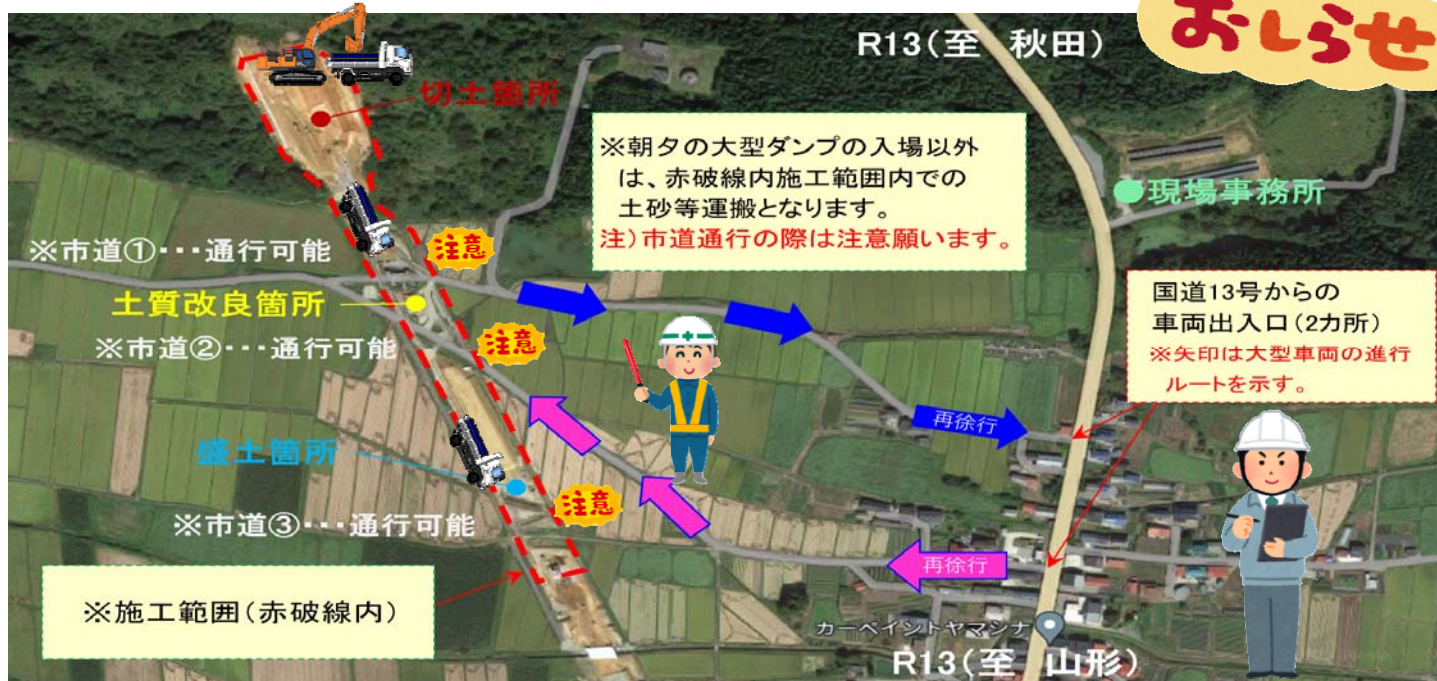 おしらせ
R13(至 秋田)
切土箇所
※朝夕の大型ダンプの入場以外
は、赤破線内施工範囲内での
土砂等運搬となります。
注)市道通行の際は注意願います。
現場事務所
※市道①・・・通行可能
注意
土質改良箇所
国道13号からの
車両出入口(2カ所)
※矢印は大型車両の進行
ルートを示す。
※市道②・・・通行可能
注意
再徐行
盛土箇所
注意
※市道③・・・通行可能
再徐行
※施工範囲(赤破線内)
カーペイントヤマシナ
R13(至 山形)